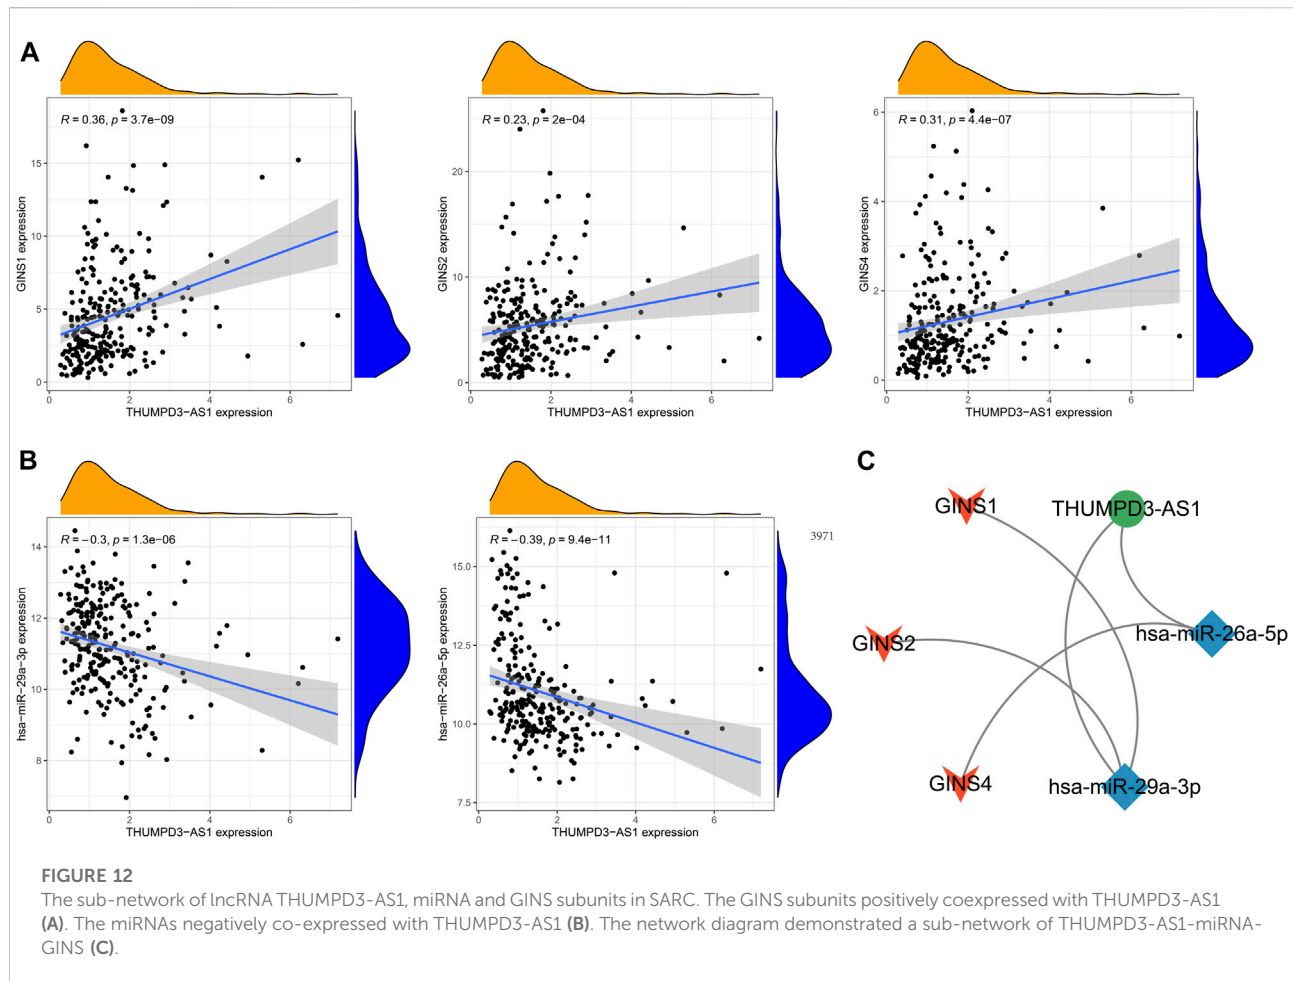 A
R = 0.36, p = 3.7e−09
GINS1 expression
15
10
5
0
0 2 4 6
THUMPD3−AS1 expression
R = 0.23, p = 2e−04
GINS2 expression
20
10
0
0 2 4 6
THUMPD3−AS1 expression
R = 0.31, p = 4.4e−07
GINS4 expression
6
4
2
0
0 2 4 6
THUMPD3−AS1 expression
B
R = −0.3, p = 1.3e−06
hsa−miR−29a−3p expression
14
12
10
8
0 2 4 6
THUMPD3−AS1 expression
R = −0.39, p = 9.4e−11
hsa−miR−26a−5p expression
15.0
12.5
10.0
7.5
0 2 4 6
THUMPD3−AS1 expression
3971
C
GINS1
THUMPD3-AS1
hsa-miR-26a-5p
GINS2
GINS4
hsa-miR-29a-3p
FIGURE 12
The sub-network of lncRNA THUMPD3-AS1, miRNA and GINS subunits in SARC. The GINS subunits positively coexpressed with THUMPD3-AS1
(A). The miRNAs negatively co-expressed with THUMPD3-AS1 (B). The network diagram demonstrated a sub-network of THUMPD3-AS1-miRNA-
GINS (C).